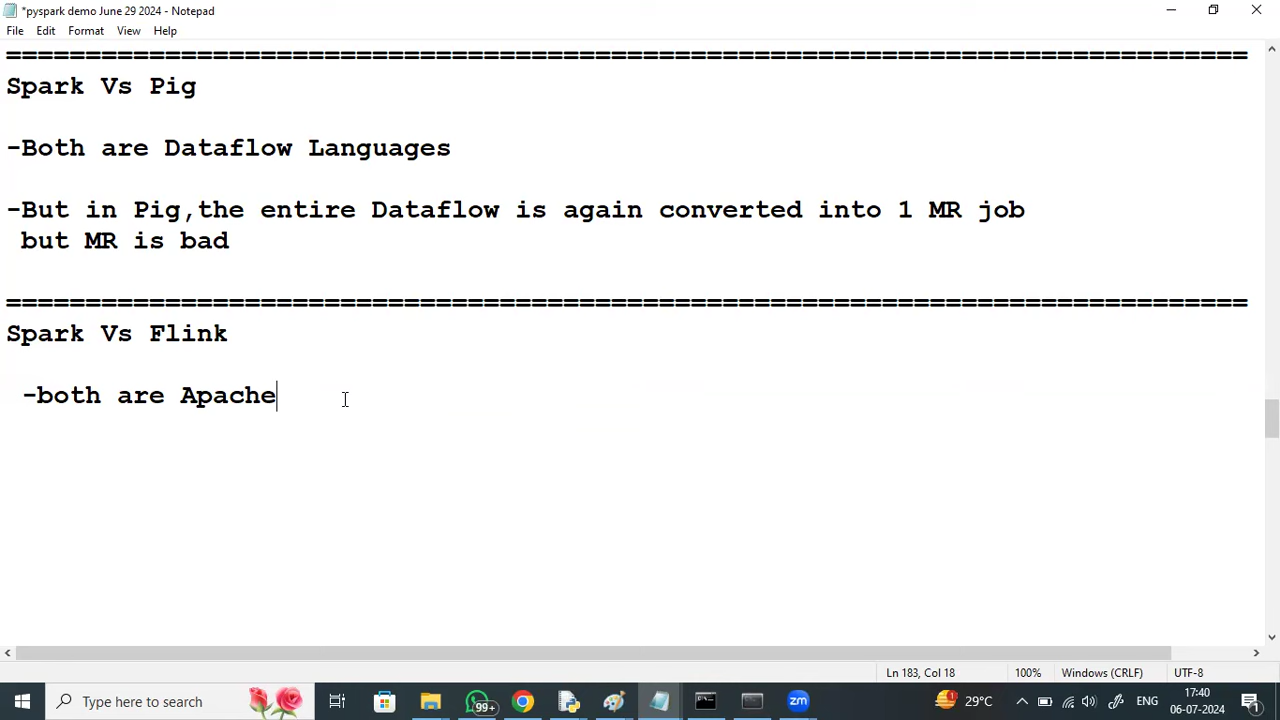 *pyspark demo June 29 2024 - Notepad
File Edit Format View Help
==============================================================================
Spark Vs Pig
-Both are Dataflow Languages
-But in Pig,the entire Dataflow is again converted into 1 MR job
but MR is bad
==============================================================================
Spark Vs Flink
-both are Apache
Ln 183, Col 18 100% Windows (CRLF) UTF-8
Type here to search 99+ zm 29°C ENG 17:40
06-07-2024 1